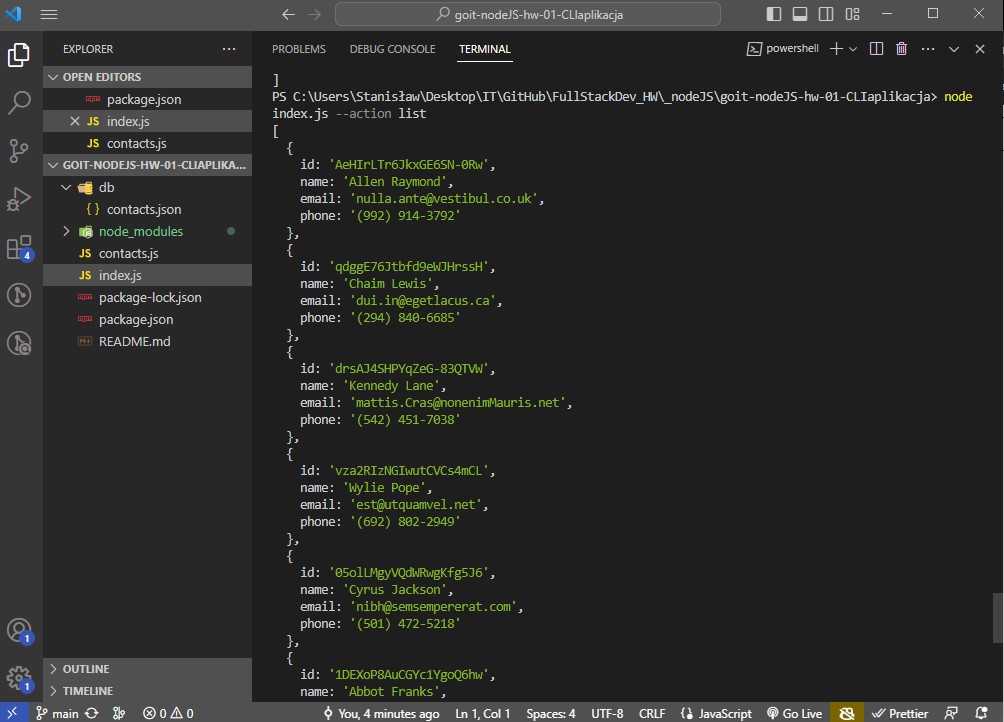 goit-nodeJS-hw-01-CLIaplikacja
EXPLORER
OPEN EDITORS
package.json
JS index.js
JS contacts.js
GOIT-NODEJS-HW-01-CLIAPLIKA...
db
{ } contacts.json
node_modules
JS contacts.js
JS index.js
package-lock.json
package.json
README.md
OUTLINE
TIMELINE
4
1
1
PROBLEMS DEBUG CONSOLE TERMINAL powershell
]
PS C:\Users\Stanisław\Desktop\IT\GitHub\FullStackDev_HW\_nodeJS\goit-nodeJS-hw-01-CLIaplikacja> node
index.js --action list
[
{
id: 'AeHIrLTr6JkxGE6SN-0Rw',
name: 'Allen Raymond',
email: 'nulla.ante@vestibul.co.uk',
phone: '(992) 914-3792'
},
{
id: 'qdggE76Jtbfd9eWJHrssH',
name: 'Chaim Lewis',
email: 'dui.in@egetlacus.ca',
phone: '(294) 840-6685'
},
{
id: 'drsAJ4SHPYqZeG-83QTVW',
name: 'Kennedy Lane',
email: 'mattis.Cras@nonenimMauris.net',
phone: '(542) 451-7038'
},
{
id: 'vza2RIzNGIwutCVCs4mCL',
name: 'Wylie Pope',
email: 'est@utquamvel.net',
phone: '(692) 802-2949'
},
{
id: '05olLMgyVQdWRwgKfg5J6',
name: 'Cyrus Jackson',
email: 'nibh@semsempererat.com',
phone: '(501) 472-5218'
},
{
id: '1DEXoP8AuCGYc1YgoQ6hw',
name: 'Abbot Franks',
main 0 0 You, 4 minutes ago Ln 1, Col 1 Spaces: 4 UTF-8 CRLF {} JavaScript Go Live Prettier